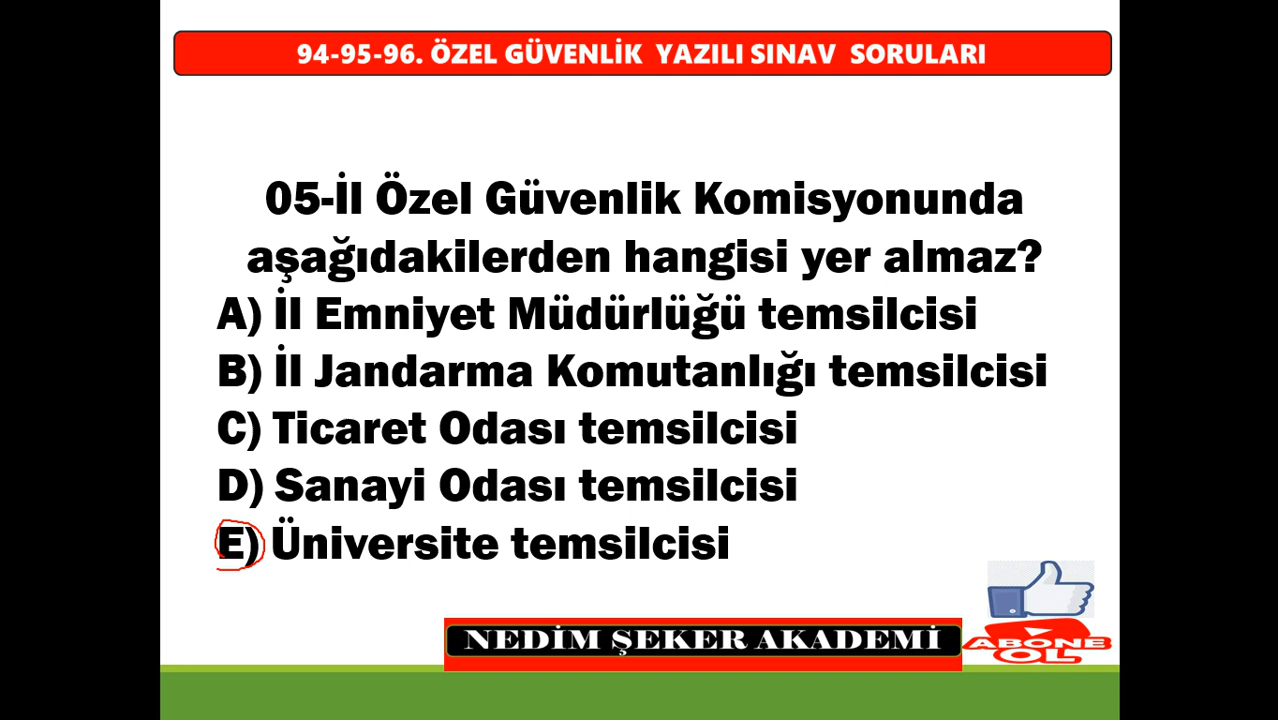 94-95-96. ÖZEL GÜVENLİK YAZILI SINAV SORULARI
05-İl Özel Güvenlik Komisyonunda
aşağıdakilerden hangisi yer almaz?
A) İl Emniyet Müdürlüğü temsilcisi
B) İl Jandarma Komutanlığı temsilcisi
C) Ticaret Odası temsilcisi
D) Sanayi Odası temsilcisi
E) Üniversite temsilcisi
NEDİM ŞEKER AKADEMİ
ABONE
OL